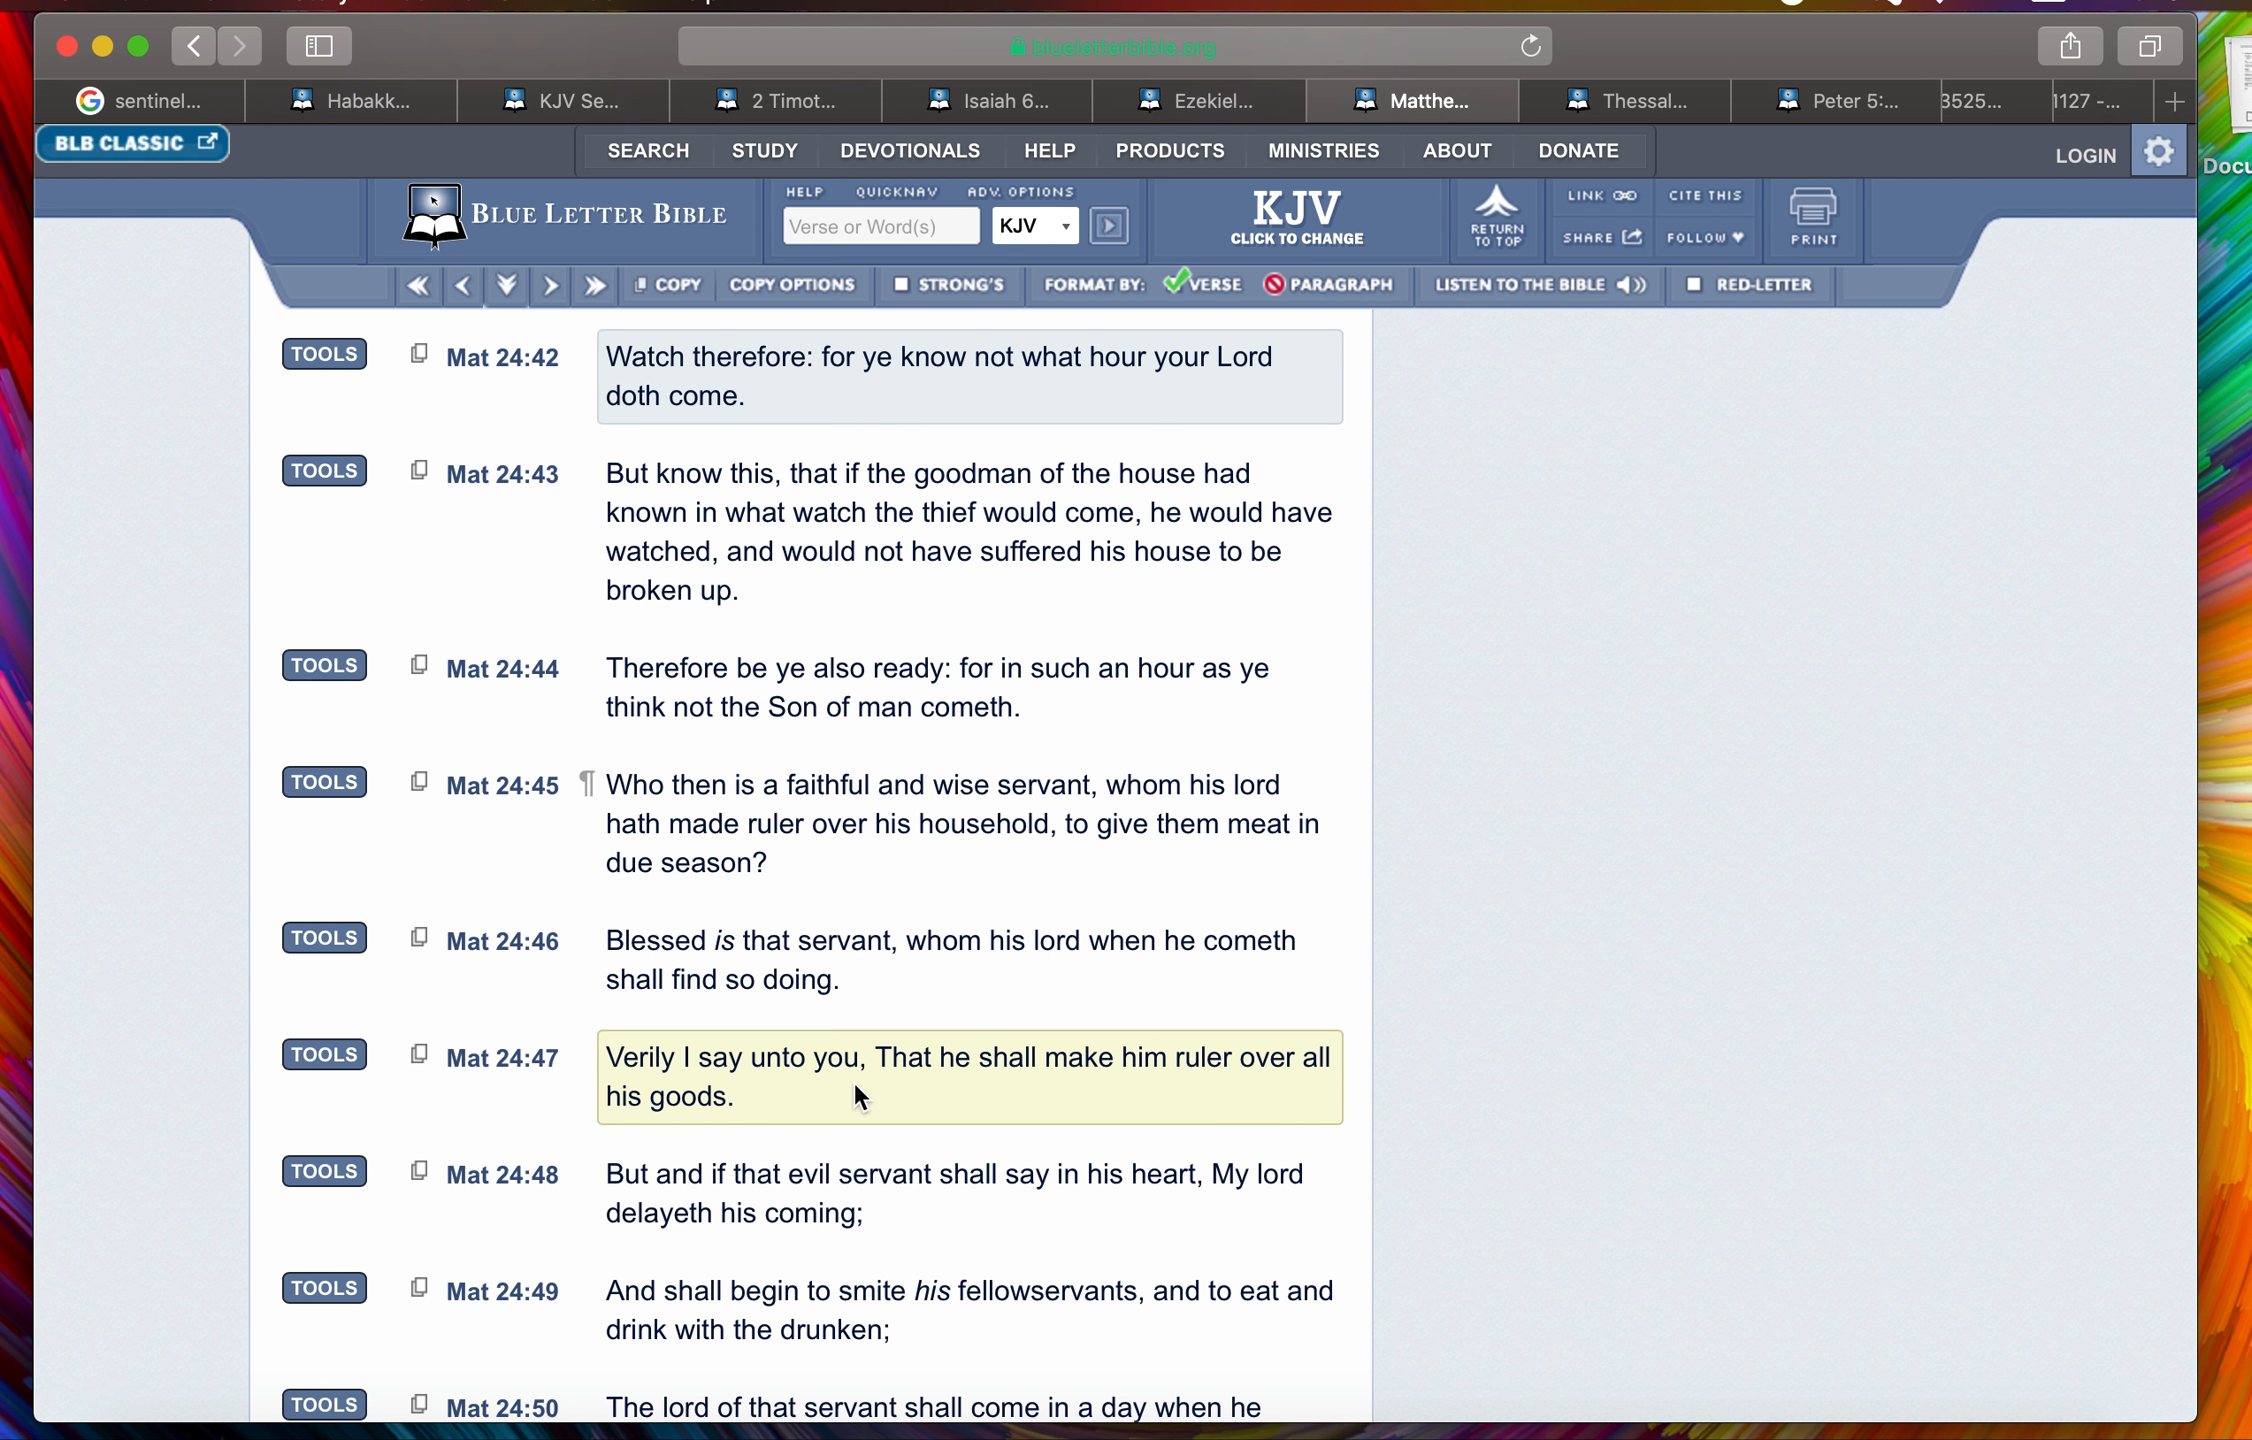 blueletterbible.org
sentinel...
Habakk...
KJV Se...
2 Timot...
Isaiah 6...
Ezekiel...
Matthe...
Thessal...
Peter 5:...
3525...
1127 -...
BLB CLASSIC
SEARCH STUDY DEVOTIONALS HELP PRODUCTS MINISTRIES ABOUT DONATE
LOGIN
Docu
BLUE LETTER BIBLE
HELP QUICKNAV ADV. OPTIONS
Verse or Word(s)
KJV
KJV
CLICK TO CHANGE
RETURN
TO TOP
LINK
CITE THIS
SHARE
FOLLOW
PRINT
COPY
COPY OPTIONS
STRONG'S
FORMAT BY: VERSE PARAGRAPH
LISTEN TO THE BIBLE
RED-LETTER
TOOLS Mat 24:42 Watch therefore: for ye know not what hour your Lord
doth come.
TOOLS Mat 24:43 But know this, that if the goodman of the house had
known in what watch the thief would come, he would have
watched, and would not have suffered his house to be
broken up.
TOOLS Mat 24:44 Therefore be ye also ready: for in such an hour as ye
think not the Son of man cometh.
TOOLS Mat 24:45 ¶ Who then is a faithful and wise servant, whom his lord
hath made ruler over his household, to give them meat in
due season?
TOOLS Mat 24:46 Blessed is that servant, whom his lord when he cometh
shall find so doing.
TOOLS Mat 24:47 Verily I say unto you, That he shall make him ruler over all
his goods.
TOOLS Mat 24:48 But and if that evil servant shall say in his heart, My lord
delayeth his coming;
TOOLS Mat 24:49 And shall begin to smite his fellowservants, and to eat and
drink with the drunken;
TOOLS Mat 24:50 The lord of that servant shall come in a day when he